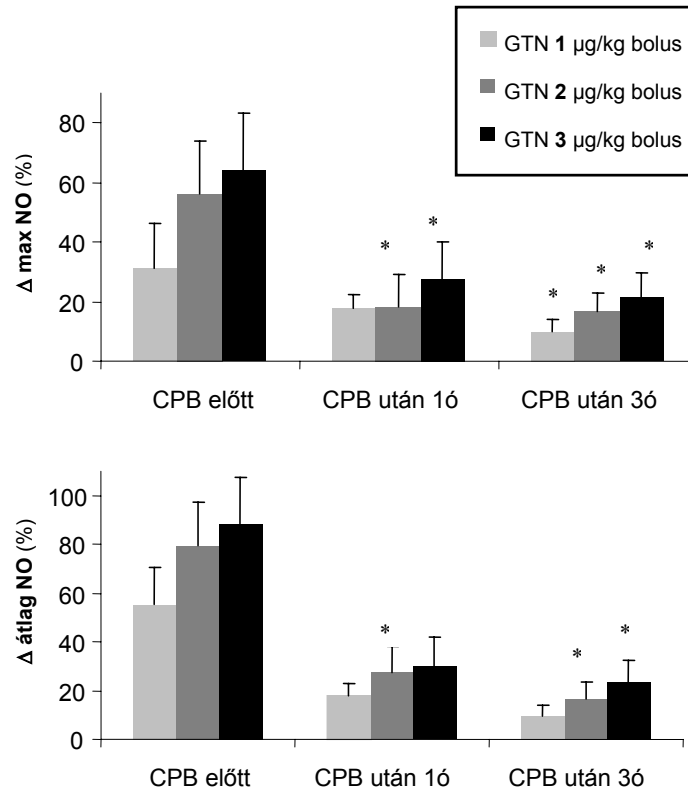 GTN 1 µg/kg bolus
GTN 2 µg/kg bolus
GTN 3 µg/kg bolus
Δ max NO (%)
80
60
40
20
0
* * * * *
CPB előtt CPB után 1ó CPB után 3ó
Δ átlag NO (%)
100
80
60
40
20
0
* * *
CPB előtt CPB után 1ó CPB után 3ó